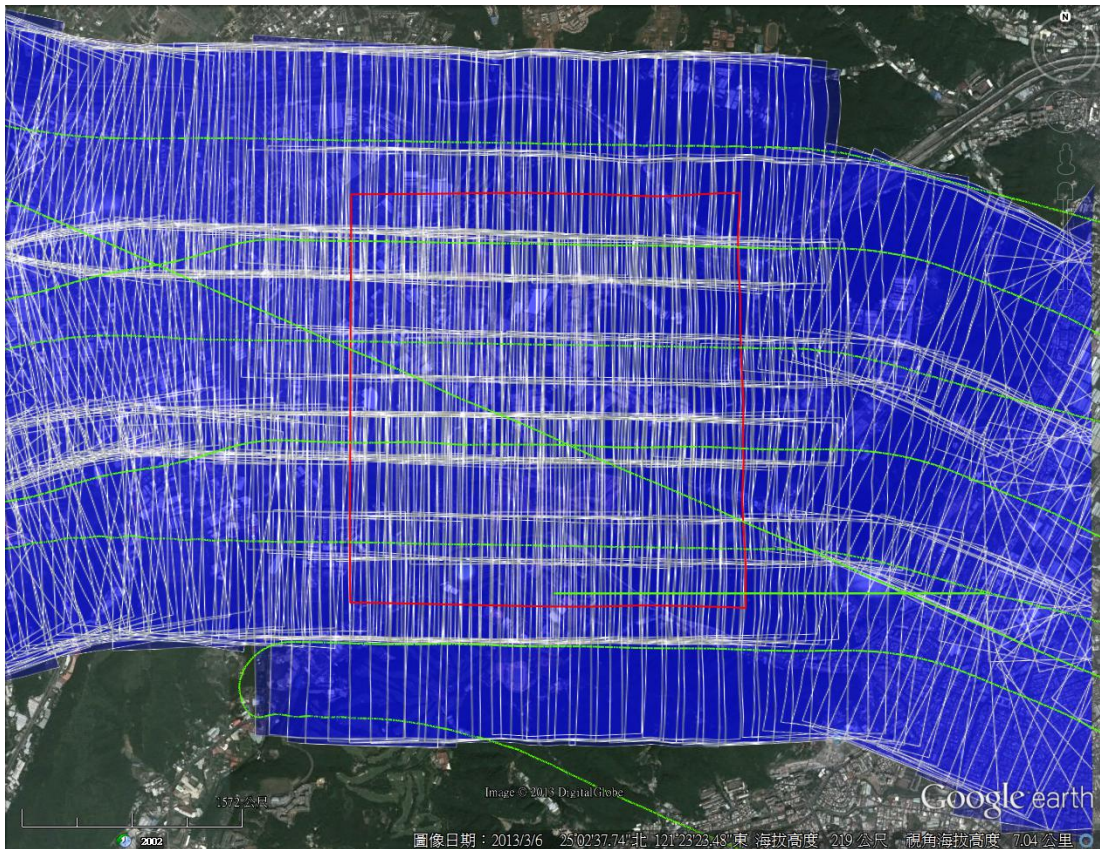 N
1572 公尺
Image © 2013 DigitalGlobe
Google earth
2002
圖像日期：2013/3/6 25°02'37.74"北 121°23'23.48"東 海拔高度 219 公尺 視角海拔高度 7.04 公里